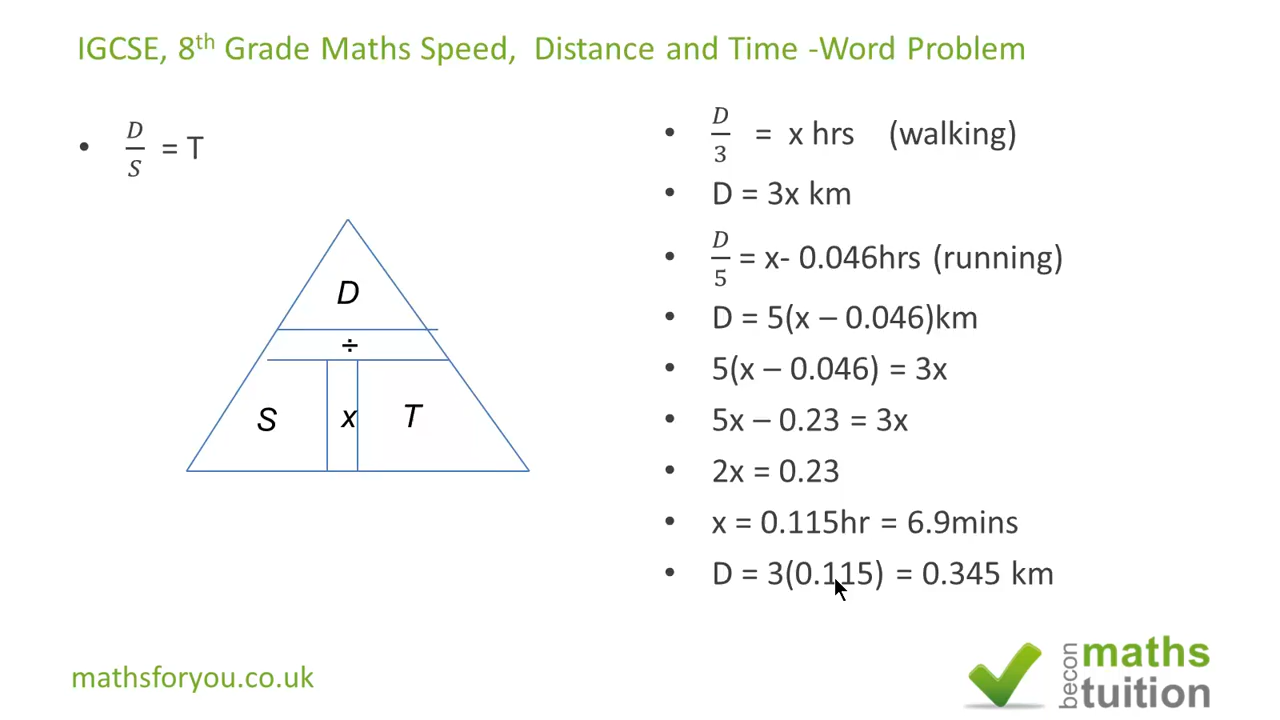 IGCSE, 8th Grade Maths Speed, Distance and Time -Word Problem
• D/S = T
D
÷
S x T
• D/3 = x hrs (walking)
• D = 3x km
• D/5 = x- 0.046hrs (running)
• D = 5(x – 0.046)km
• 5(x – 0.046) = 3x
• 5x – 0.23 = 3x
• 2x = 0.23
• x = 0.115hr = 6.9mins
• D = 3(0.115) = 0.345 km
mathsforyou.co.uk
becon
maths
tuition